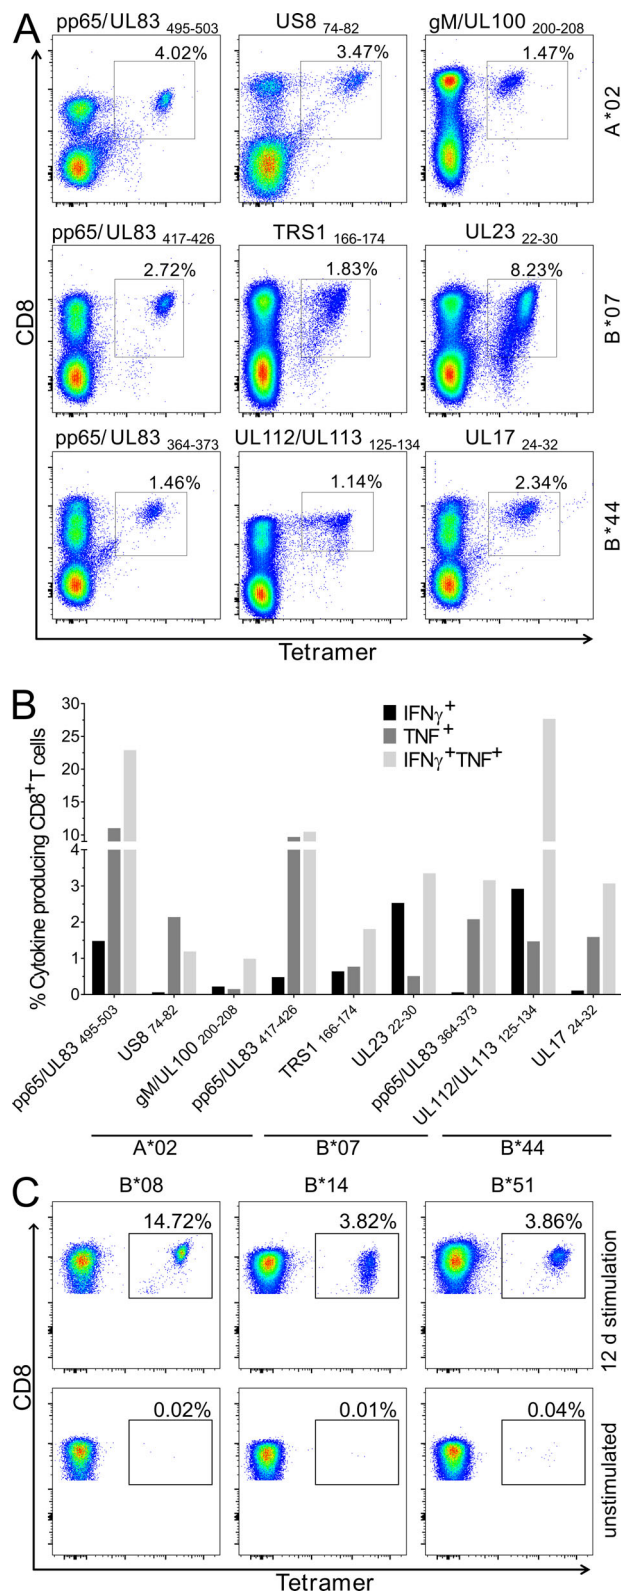 A
pp65/UL83 495-503 US8 74-82 gM/UL100 200-208
4.02% 3.47% 1.47%
A*02
pp65/UL83 417-426 TRS1 166-174 UL23 22-30
2.72% 1.83% 8.23%
CD8
B*07
pp65/UL83 364-373 UL112/UL113 125-134 UL17 24-32
1.46% 1.14% 2.34%
B*44
Tetramer
B
% Cytokine producing CD8+T cells
30
25
20
15
10
4
3
2
1
0
IFNγ+
TNF+
IFNγ+TNF+
pp65/UL83 495-503
US8 74-82
gM/UL100 200-208
pp65/UL83 417-426
TRS1 166-174
UL23 22-30
pp65/UL83 364-373
UL112/UL113 125-134
UL17 24-32
A*02 B*07 B*44
C
B*08 B*14 B*51
14.72% 3.82% 3.86%
12 d stimulation
CD8
0.02% 0.01% 0.04%
unstimulated
Tetramer